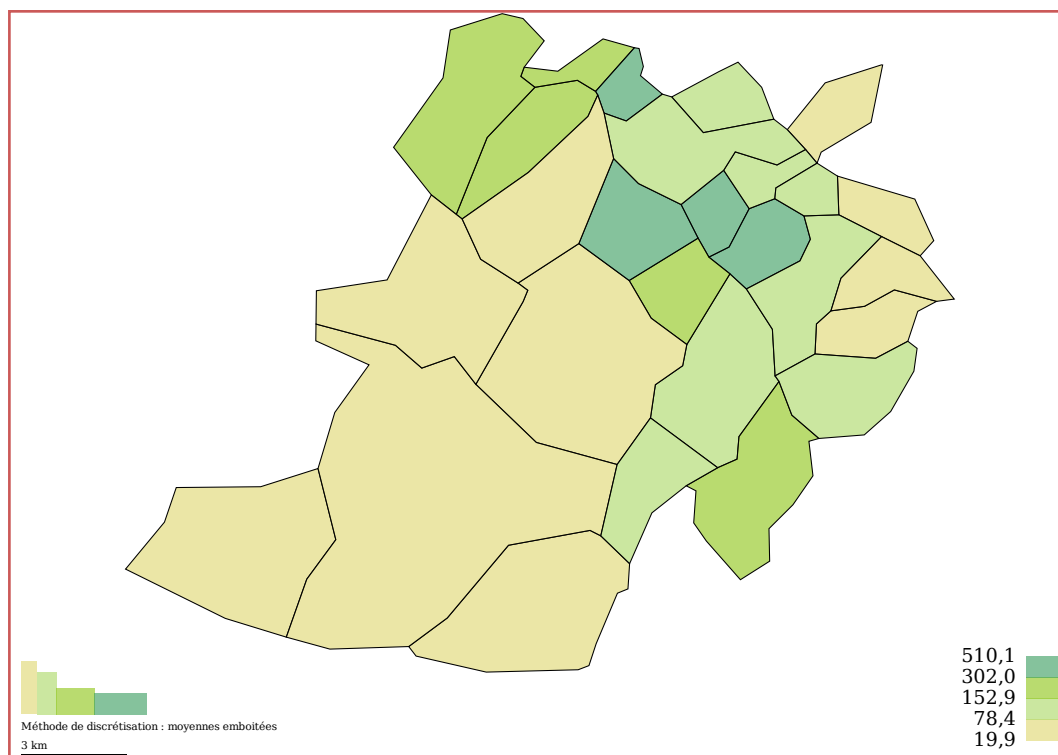 510,1
302,0
152,9
78,4
19,9
Méthode de discrétisation : moyennes emboitées
3 km